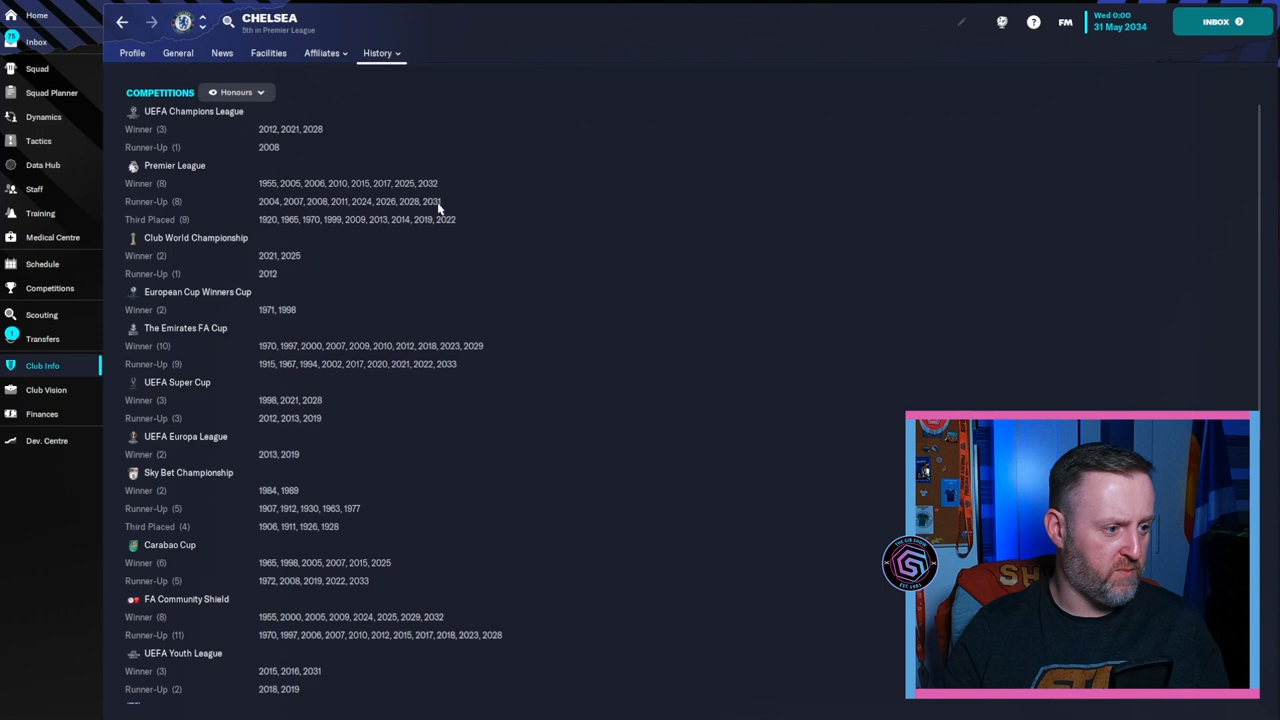 Home
CHELSEA
5th in Premier League
FM
Wed 0:00
31 May 2034
INBOX
76
Inbox
Squad
Squad Planner
Dynamics
Tactics
Data Hub
Staff
Training
Medical Centre
Schedule
Competitions
Scouting
1
Transfers
Club Info
Club Vision
Finances
Dev. Centre
Profile General News Facilities Affiliates History
COMPETITIONS Honours
UEFA Champions League
Winner (3) 2012, 2021, 2028
Runner-Up (1) 2008
Premier League
Winner (8) 1955, 2005, 2006, 2010, 2015, 2017, 2025, 2032
Runner-Up (8) 2004, 2007, 2008, 2011, 2024, 2026, 2028, 2031
Third Placed (9) 1920, 1965, 1970, 1999, 2009, 2013, 2014, 2019, 2022
Club World Championship
Winner (2) 2021, 2025
Runner-Up (1) 2012
European Cup Winners Cup
Winner (2) 1971, 1998
The Emirates FA Cup
Winner (10) 1970, 1997, 2000, 2007, 2009, 2010, 2012, 2018, 2023, 2029
Runner-Up (9) 1915, 1967, 1994, 2002, 2017, 2020, 2021, 2022, 2033
UEFA Super Cup
Winner (3) 1998, 2021, 2028
Runner-Up (3) 2012, 2013, 2019
UEFA Europa League
Winner (2) 2013, 2019
Sky Bet Championship
Winner (2) 1984, 1989
Runner-Up (5) 1907, 1912, 1930, 1963, 1977
Third Placed (4) 1906, 1911, 1926, 1928
Carabao Cup
Winner (6) 1965, 1998, 2005, 2007, 2015, 2025
Runner-Up (5) 1972, 2008, 2019, 2022, 2033
FA Community Shield
Winner (8) 1955, 2000, 2005, 2009, 2024, 2025, 2029, 2032
Runner-Up (11) 1970, 1997, 2006, 2007, 2010, 2012, 2015, 2017, 2018, 2023, 2028
UEFA Youth League
Winner (3) 2015, 2016, 2031
Runner-Up (2) 2018, 2019
THE GIB SHOW
EST. 1981
SH